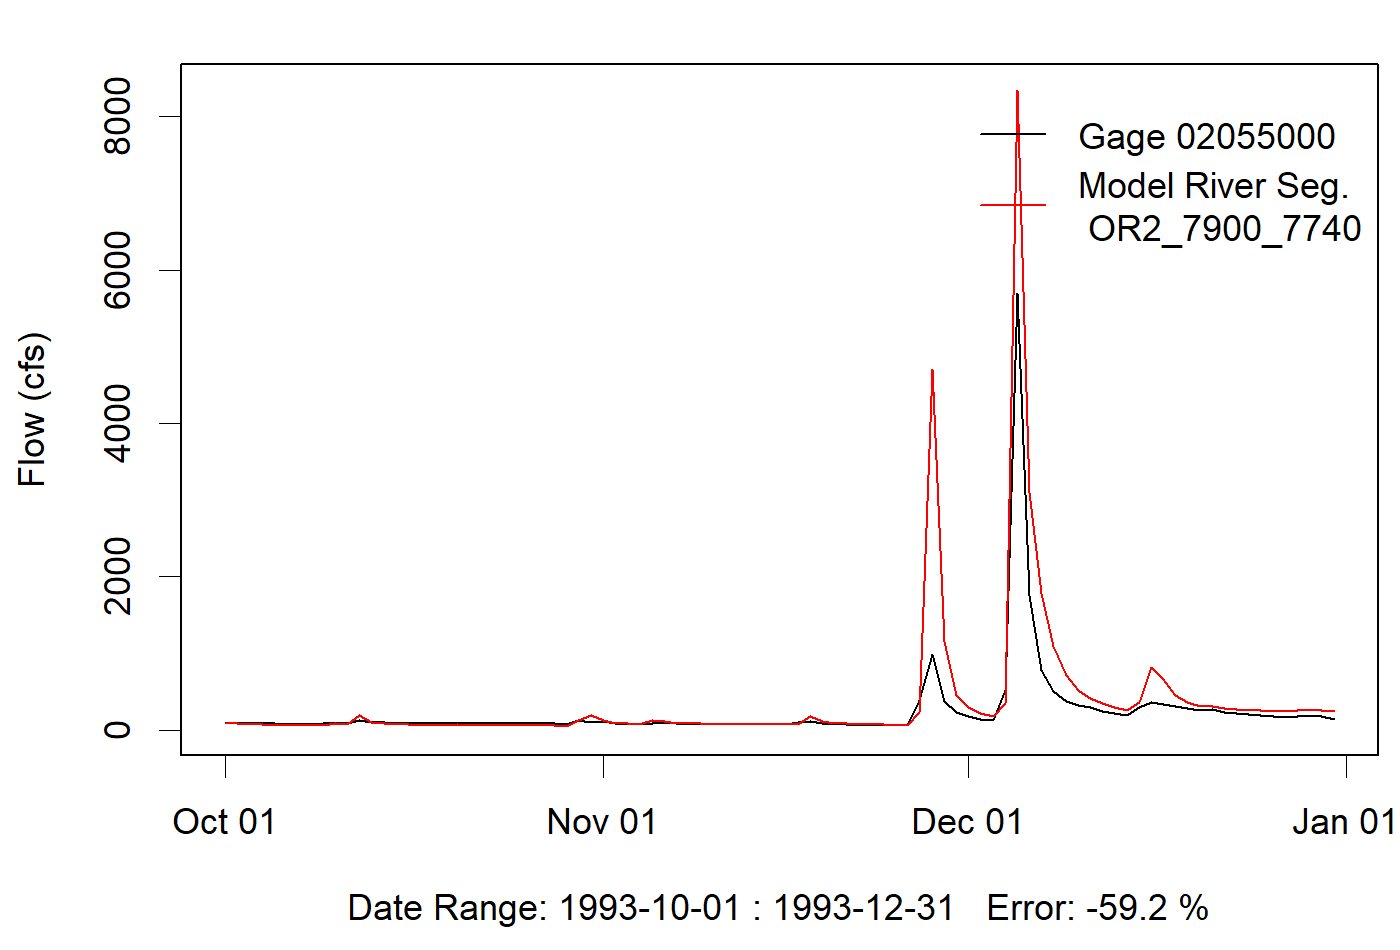 8000
6000
4000
2000
0
Flow (cfs)
Gage 02055000
Model River Seg.
OR2_7900_7740
Oct 01
Nov 01
Dec 01
Jan 01
Date Range: 1993-10-01 : 1993-12-31   Error: -59.2 %